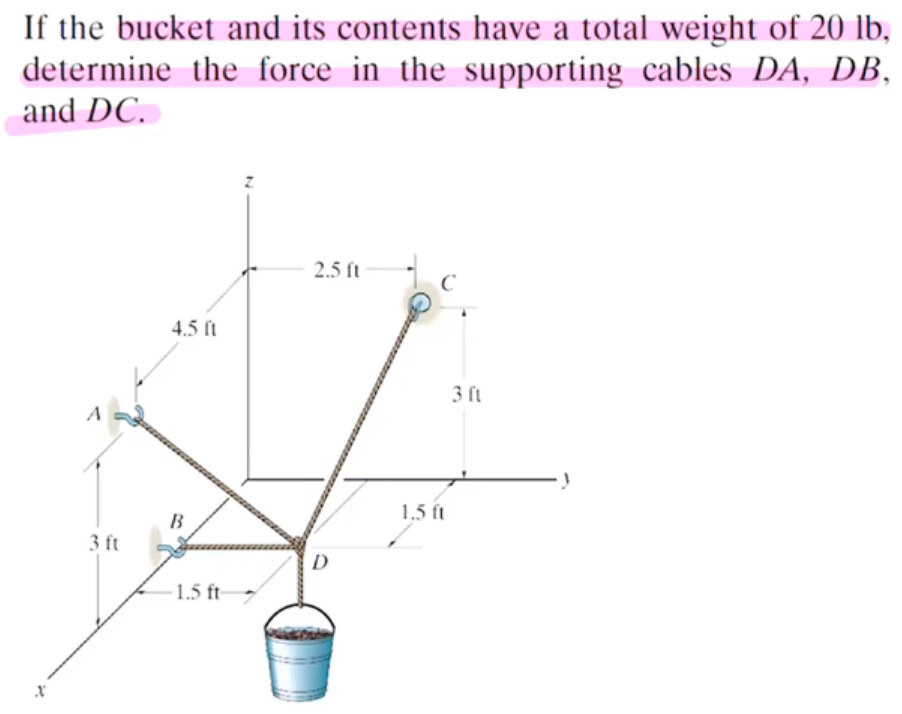 If the bucket and its contents have a total weight of 20 lb,
determine the force in the supporting cables DA, DB,
and DC.
z
2.5 ft
C
4.5 ft
3 ft
A
y
B
1.5 ft
3 ft
D
1.5 ft
x